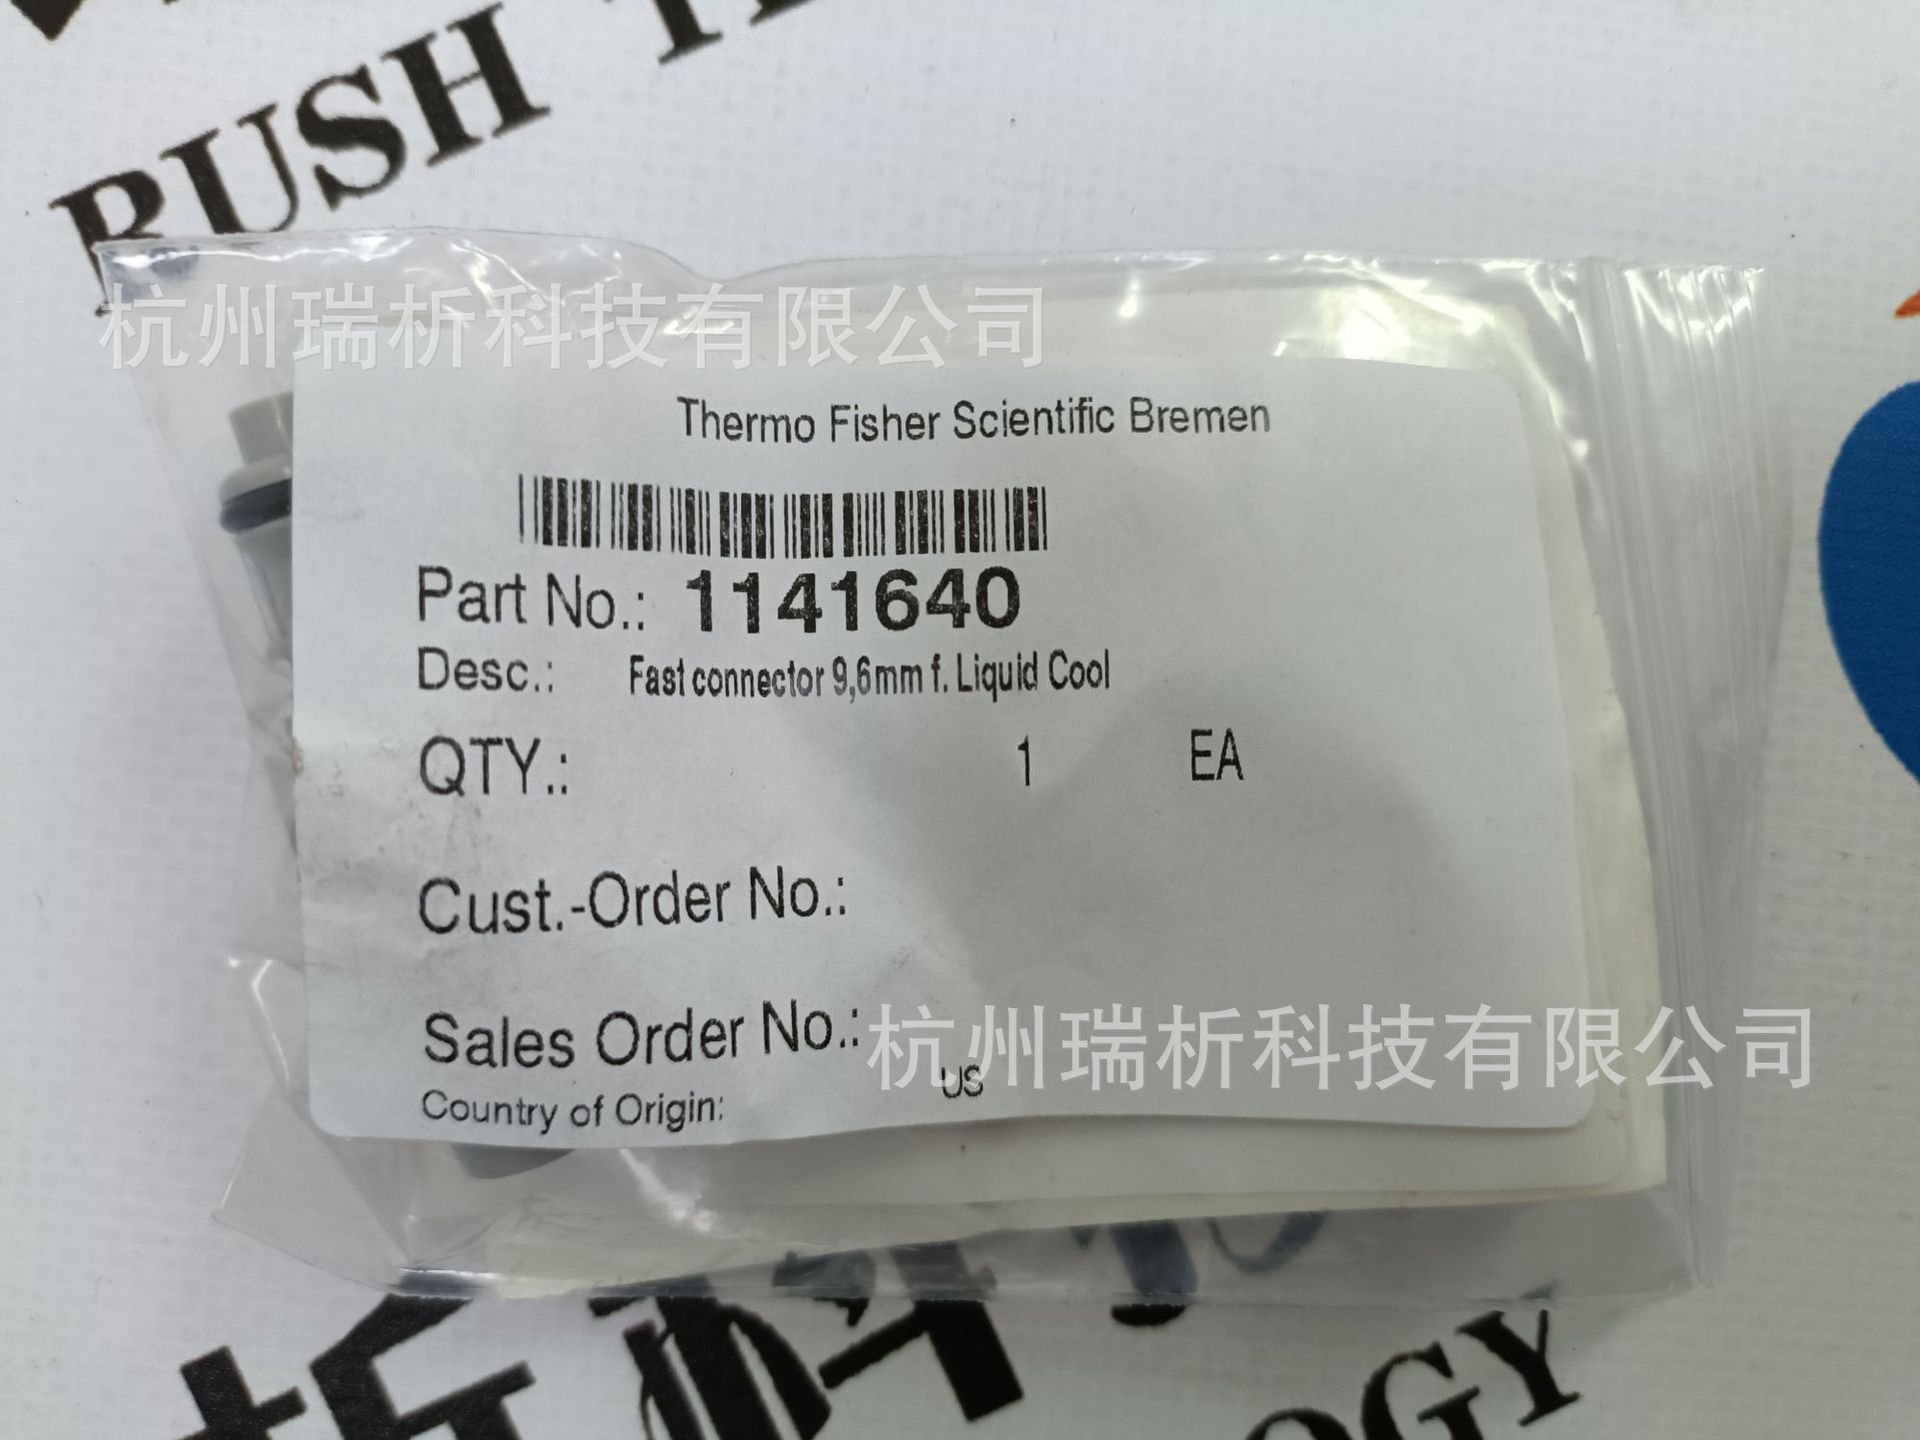 RUSH
杭州瑞析科技有限公司
Thermo Fisher Scientific Bremen
Part No.: 1141640
Desc.: Fast connector 9,6mm f. Liquid Cool
QTY.: 1 EA
Cust.-Order No.:
Sales Order No.:
杭州瑞析科技有限公司
Country of Origin: US
OGY